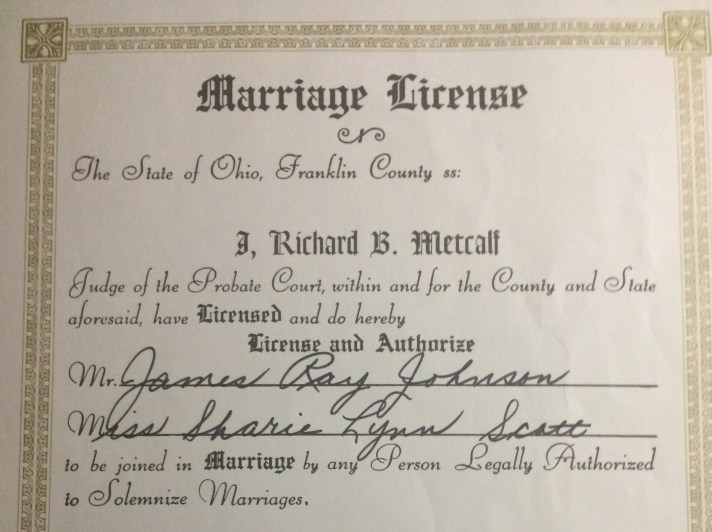 Marriage License
The State of Ohio, Franklin County ss:
I, Richard B. Metcalf
Judge of the Probate Court, within and for the County and State
aforesaid, have Licensed and do hereby
License and Authorize
Mr. James Ray Johnson
Miss Sharie Lynn Scott
to be joined in Marriage by any Person Legally Authorized
to Solemnize Marriages.